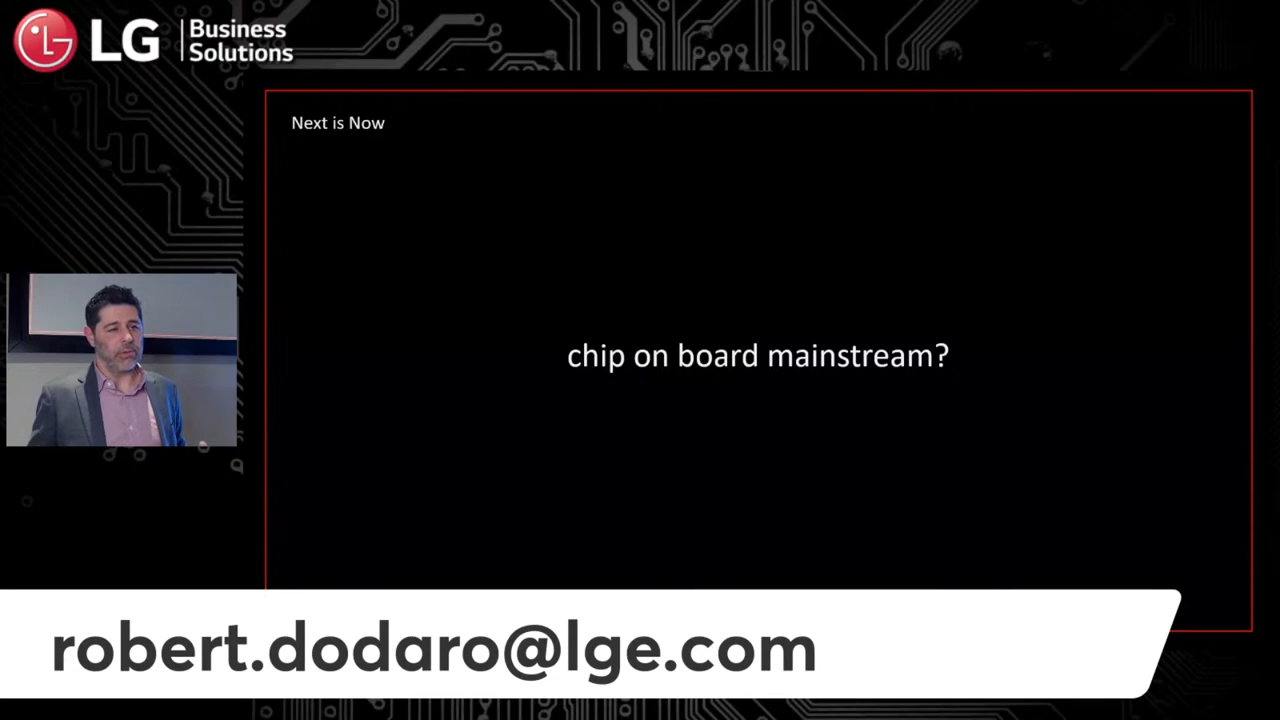 LG
Business
Solutions
Next is Now
chip on board mainstream?
robert.dodaro@lge.com